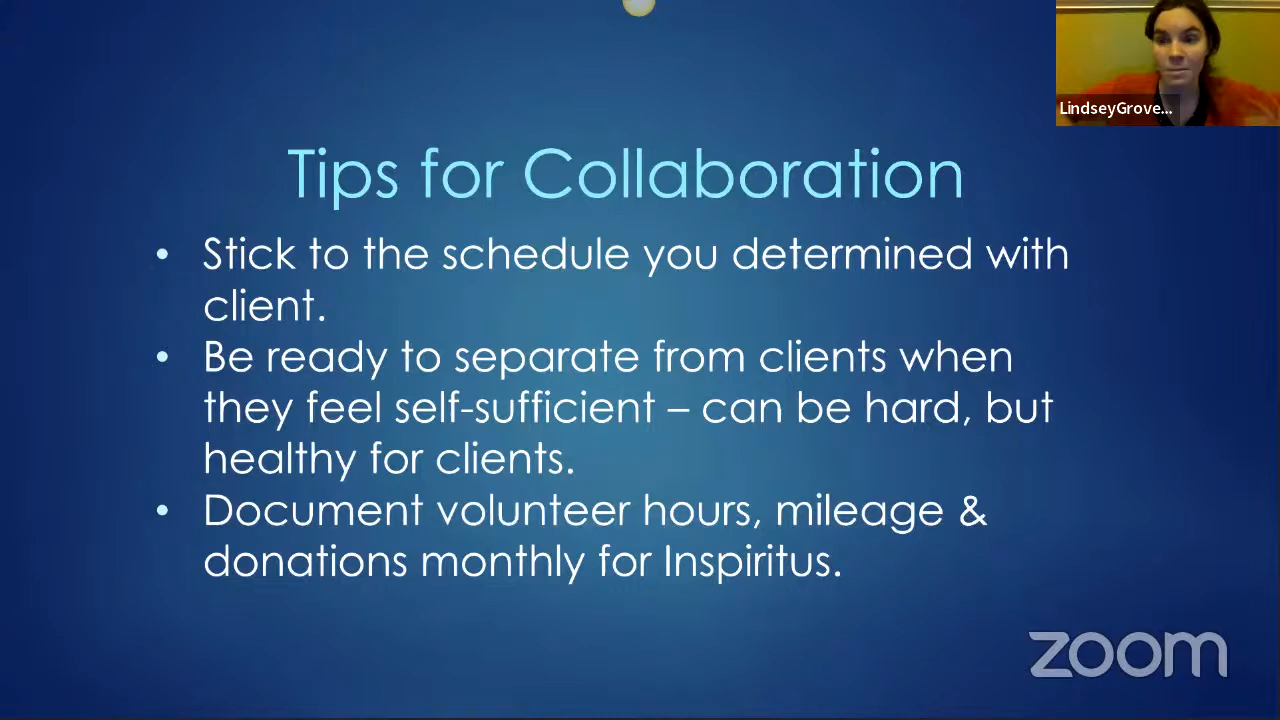 LindseyGrove...
Tips for Collaboration
• Stick to the schedule you determined with
client.
• Be ready to separate from clients when
they feel self-sufficient – can be hard, but
healthy for clients.
• Document volunteer hours, mileage &
donations monthly for Inspiritus.
zoom